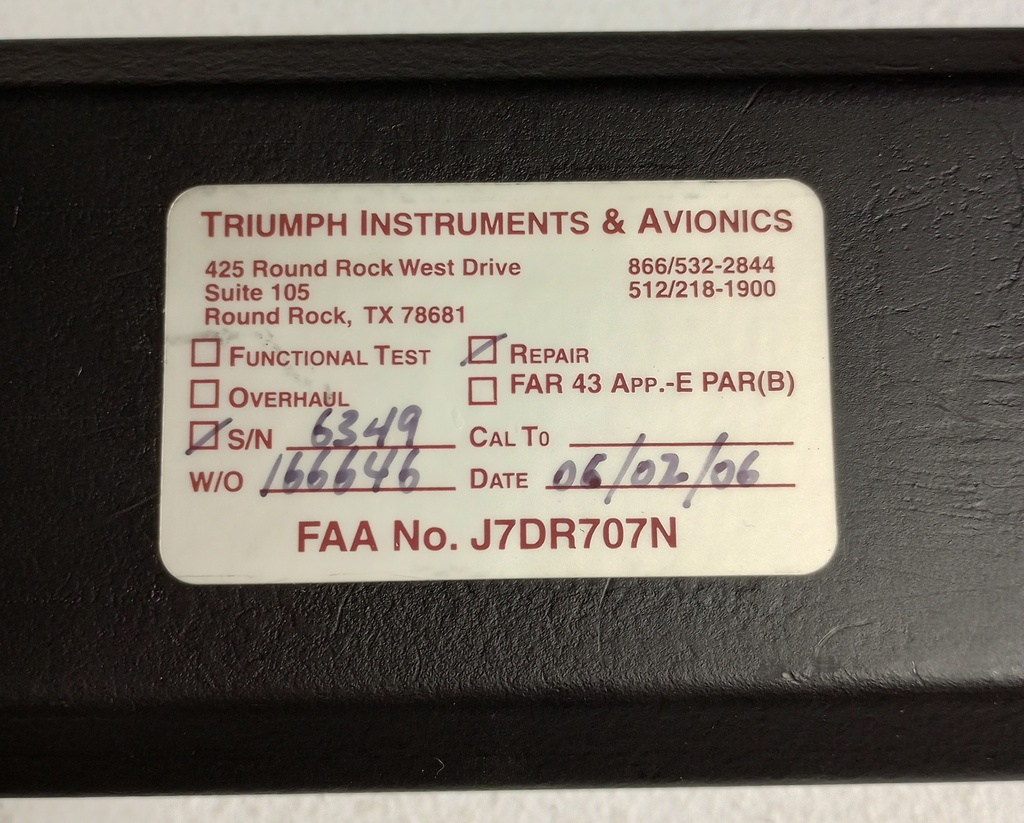 TRIUMPH INSTRUMENTS & AVIONICS
425 Round Rock West Drive 866/532-2844
Suite 105 512/218-1900
Round Rock, TX 78681
FUNCTIONAL TEST REPAIR
OVERHAUL FAR 43 APP.-E PAR(B)
S/N 6349 CAL TO
W/O 166646 DATE 06/02/06
FAA No. J7DR707N